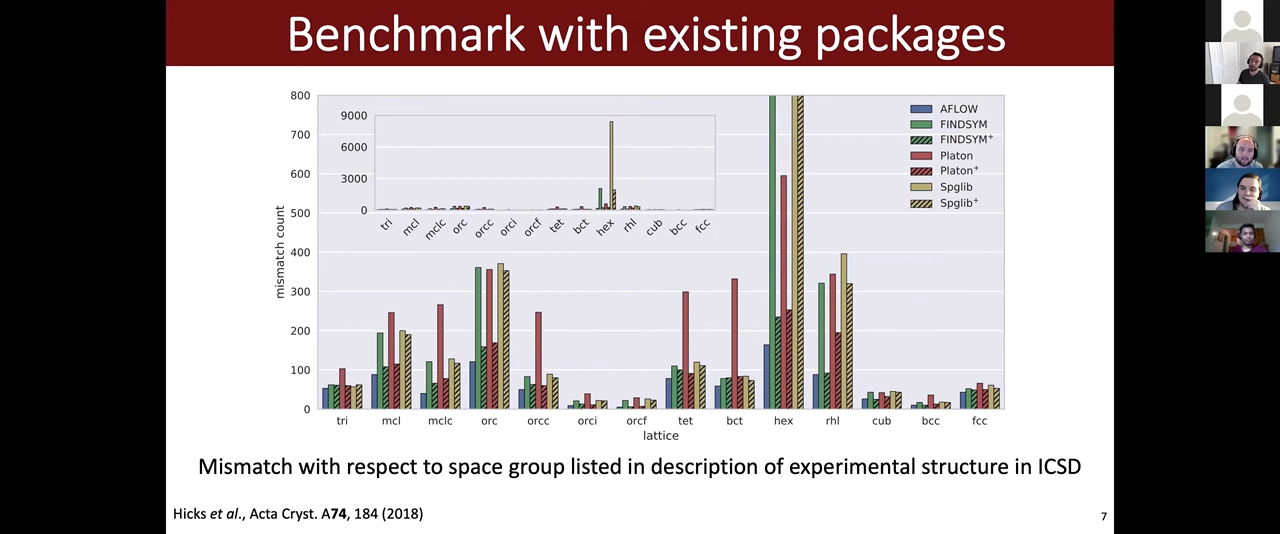 Benchmark with existing packages
800
700
600
500
400
300
200
100
0
mismatch count
9000
6000
3000
0
tri mcl mclc orc orcc orci orcf tet bct hex rhl cub bcc fcc
AFLOW
FINDSYM
FINDSYM+
Platon
Platon+
Spglib
Spglib+
tri mcl mclc orc orcc orci orcf tet bct hex rhl cub bcc fcc
lattice
Mismatch with respect to space group listed in description of experimental structure in ICSD
Hicks et al., Acta Cryst. A74, 184 (2018)
7